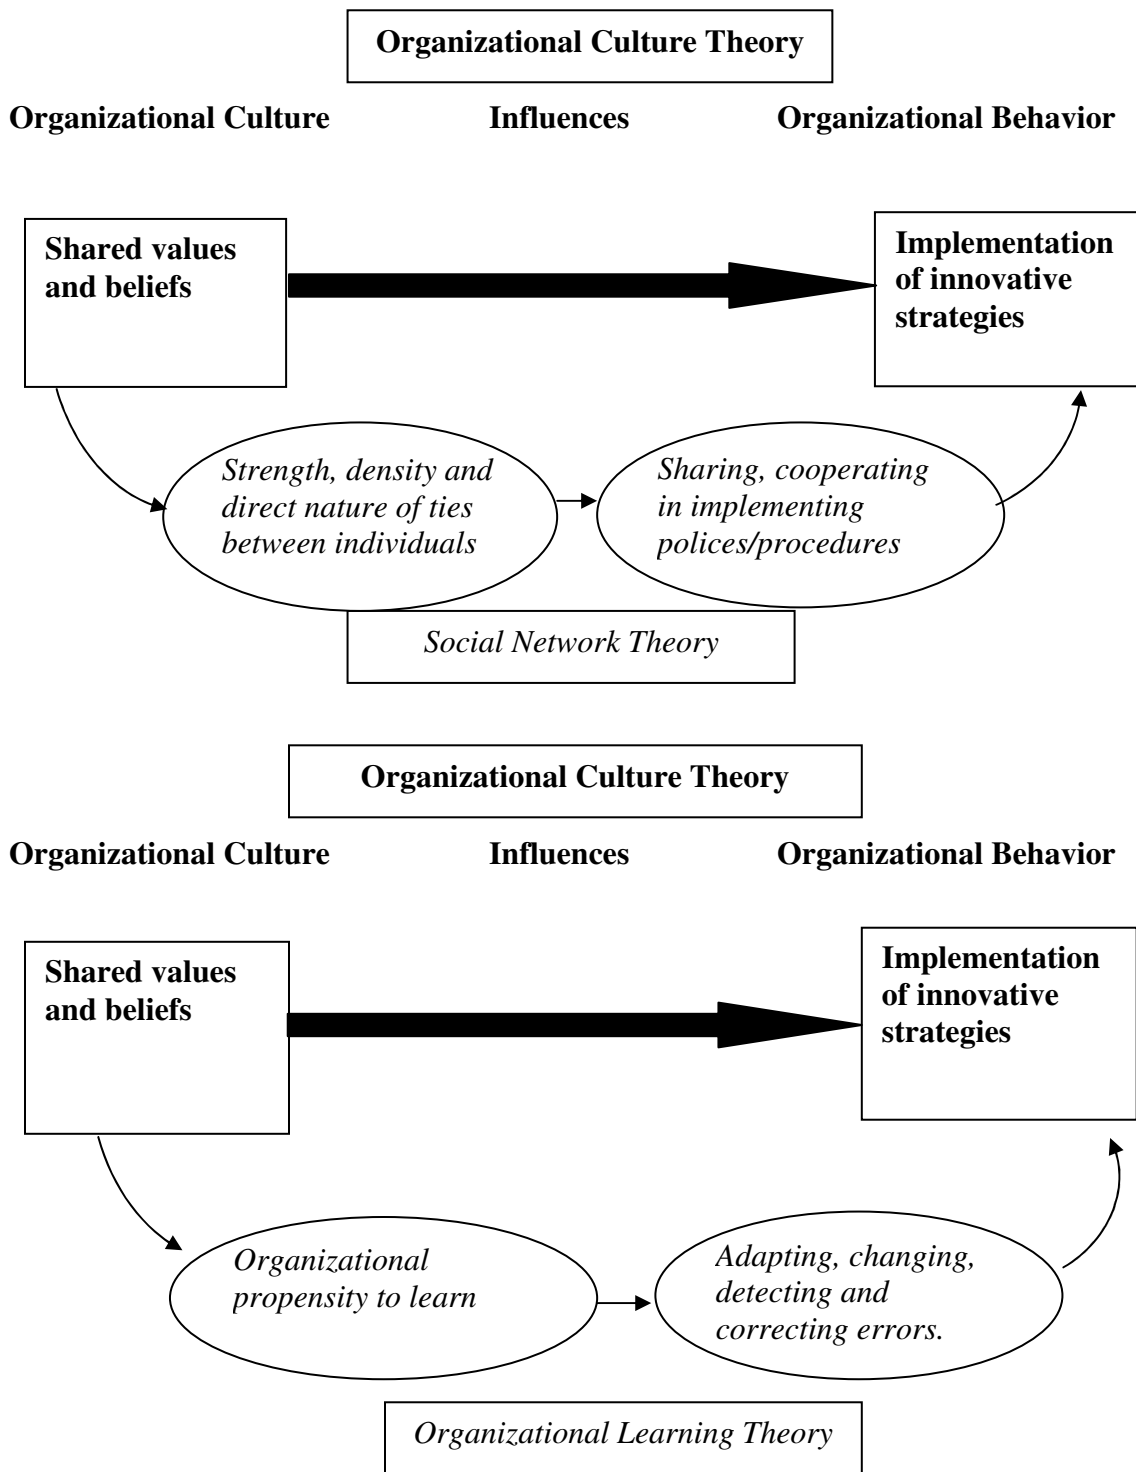 Organizational Culture Theory
Organizational Culture Influences Organizational Behavior
Shared values
and beliefs
Implementation
of innovative
strategies
Strength, density and
direct nature of ties
between individuals
Sharing, cooperating
in implementing
polices/procedures
Social Network Theory
Organizational Culture Theory
Organizational Culture Influences Organizational Behavior
Shared values
and beliefs
Implementation
of innovative
strategies
Organizational
propensity to learn
Adapting, changing,
detecting and
correcting errors.
Organizational Learning Theory